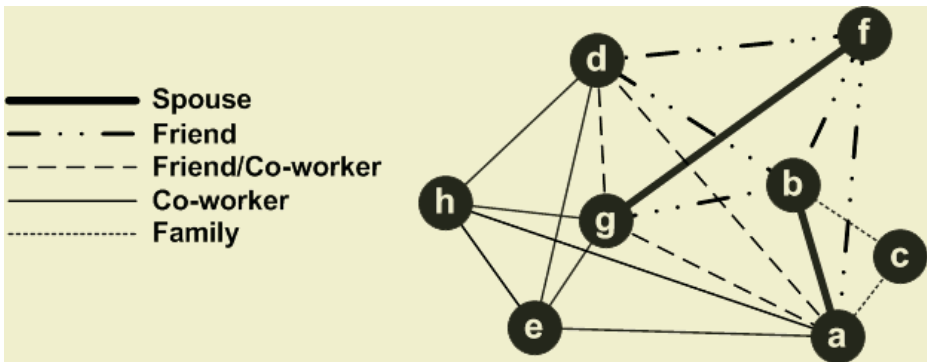 Spouse
Friend
Friend/Co-worker
Co-worker
Family
f
d
b
h
g
c
e
a